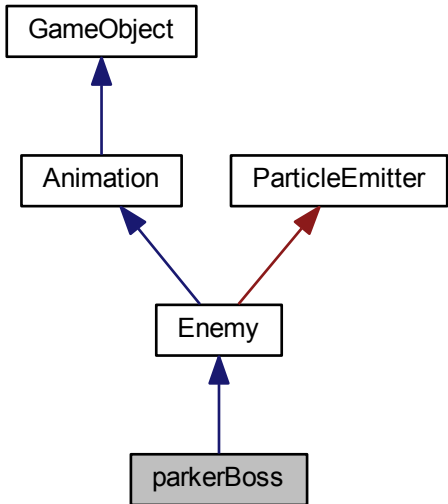 GameObject
Animation
ParticleEmitter
Enemy
parkerBoss